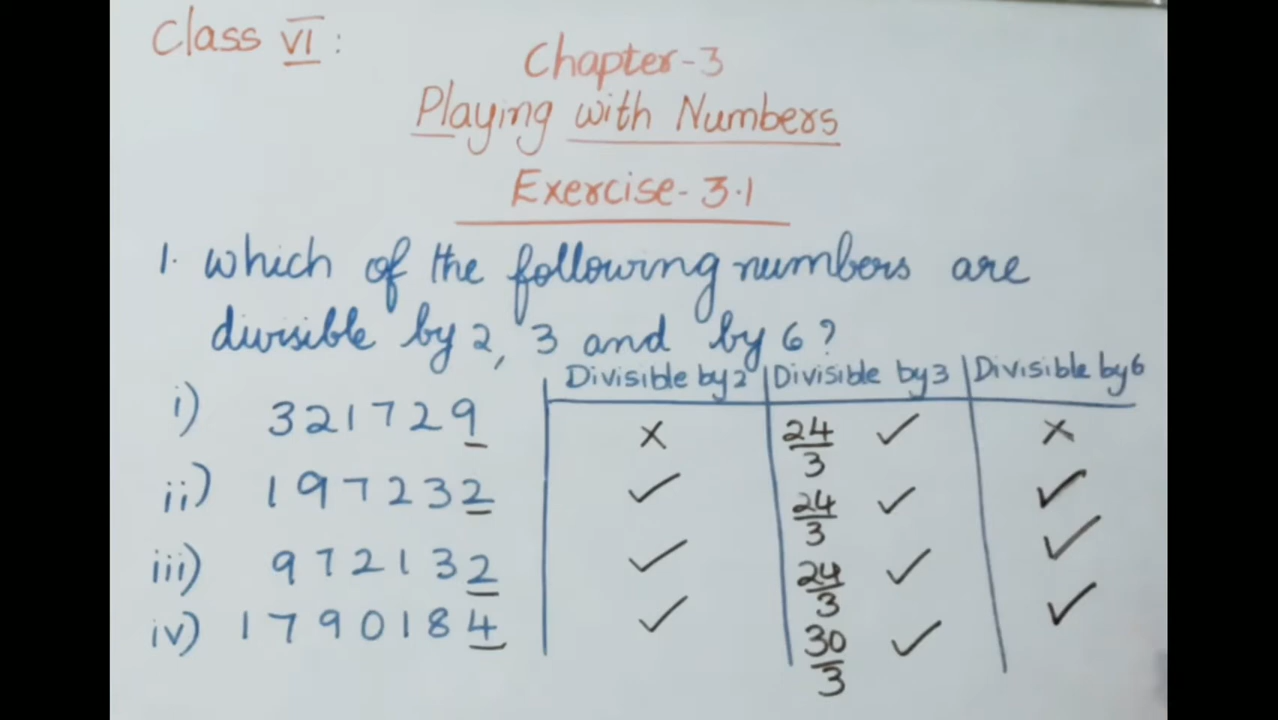 Class VI :
Chapter-3
Playing with Numbers
Exercise-3.1
1. which of the following numbers are
divisible by 2, 3 and by 6?
Divisible by 2 Divisible by 3 Divisible by 6
i) 321729 × 24/3 ✓ ×
ii) 197232 ✓ 24/3 ✓ ✓
iii) 972132 ✓ 24/3 ✓ ✓
iv) 1790184 ✓ 30/3 ✓ ✓